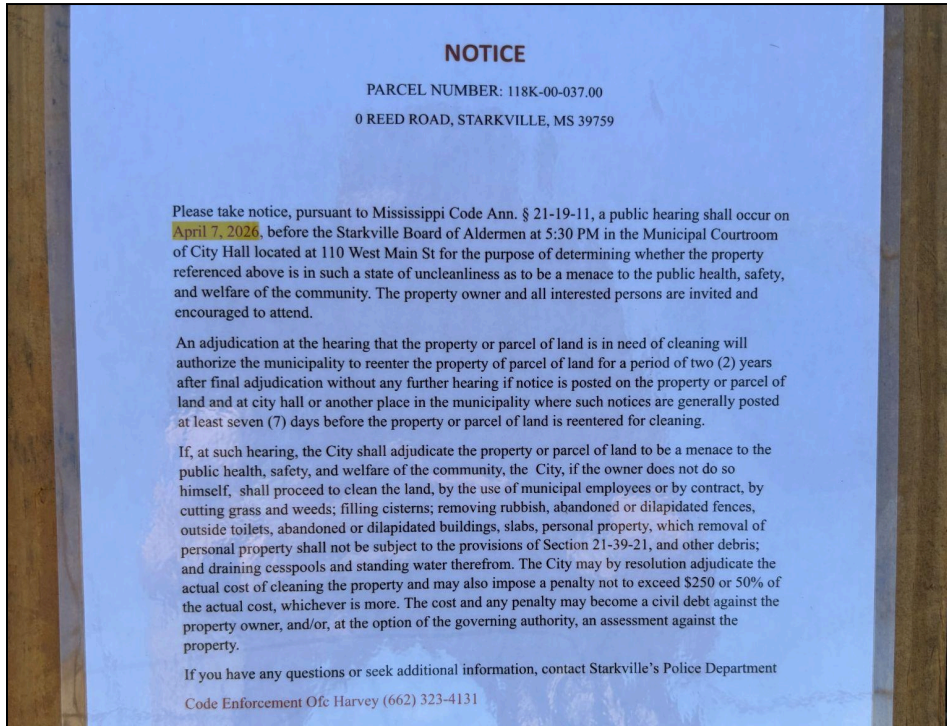 NOTICE
PARCEL NUMBER: 118K-00-037.00
0 REED ROAD, STARKVILLE, MS 39759
Please take notice, pursuant to Mississippi Code Ann. § 21-19-11, a public hearing shall occur on
April 7, 2026, before the Starkville Board of Aldermen at 5:30 PM in the Municipal Courtroom
of City Hall located at 110 West Main St for the purpose of determining whether the property
referenced above is in such a state of uncleanliness as to be a menace to the public health, safety,
and welfare of the community. The property owner and all interested persons are invited and
encouraged to attend.
An adjudication at the hearing that the property or parcel of land is in need of cleaning will
authorize the municipality to reenter the property of parcel of land for a period of two (2) years
after final adjudication without any further hearing if notice is posted on the property or parcel of
land and at city hall or another place in the municipality where such notices are generally posted
at least seven (7) days before the property or parcel of land is reentered for cleaning.
If, at such hearing, the City shall adjudicate the property or parcel of land to be a menace to the
public health, safety, and welfare of the community, the City, if the owner does not do so
himself, shall proceed to clean the land, by the use of municipal employees or by contract, by
cutting grass and weeds; filling cisterns; removing rubbish, abandoned or dilapidated fences,
outside toilets, abandoned or dilapidated buildings, slabs, personal property, which removal of
personal property shall not be subject to the provisions of Section 21-39-21, and other debris;
and draining cesspools and standing water therefrom. The City may by resolution adjudicate the
actual cost of cleaning the property and may also impose a penalty not to exceed $250 or 50% of
the actual cost, whichever is more. The cost and any penalty may become a civil debt against the
property owner, and/or, at the option of the governing authority, an assessment against the
property.
If you have any questions or seek additional information, contact Starkville's Police Department
Code Enforcement Ofc Harvey (662) 323-4131